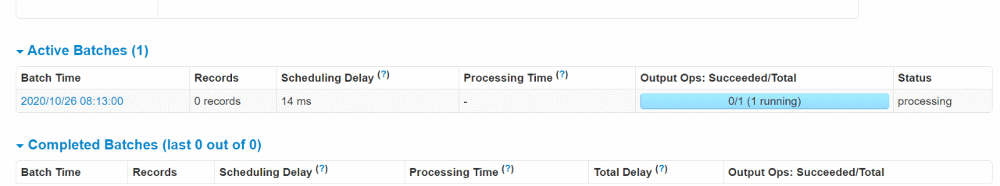 Active Batches (1)
Batch Time Records Scheduling Delay (?) Processing Time (?) Output Ops: Succeeded/Total Status
2020/10/26 08:13:00 0 records 14 ms - 0/1 (1 running) processing
Completed Batches (last 0 out of 0)
Batch Time Records Scheduling Delay (?) Processing Time (?) Total Delay (?) Output Ops: Succeeded/Total